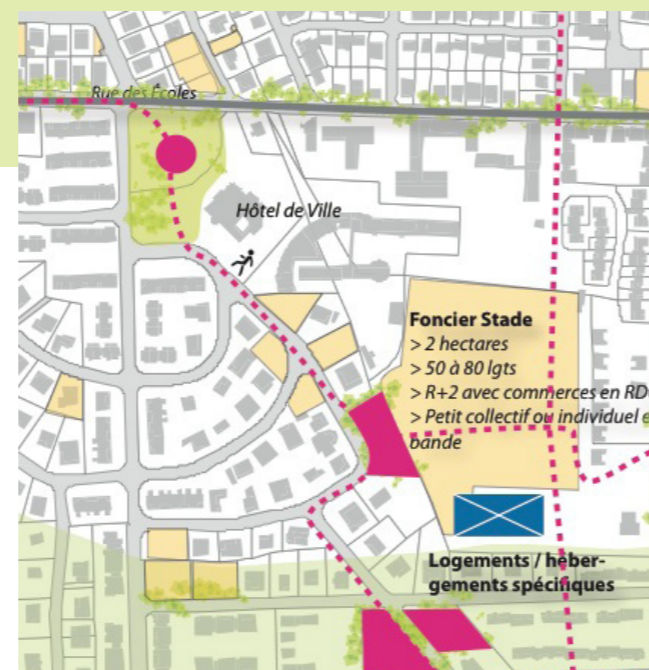 Rue des Écoles
Hôtel de Ville
Foncier Stade
> 2 hectares
> 50 à 80 lgts
> R+2 avec commerces en
> Petit collectif ou individuel
bande
Logements / héber-
gements spécifiques